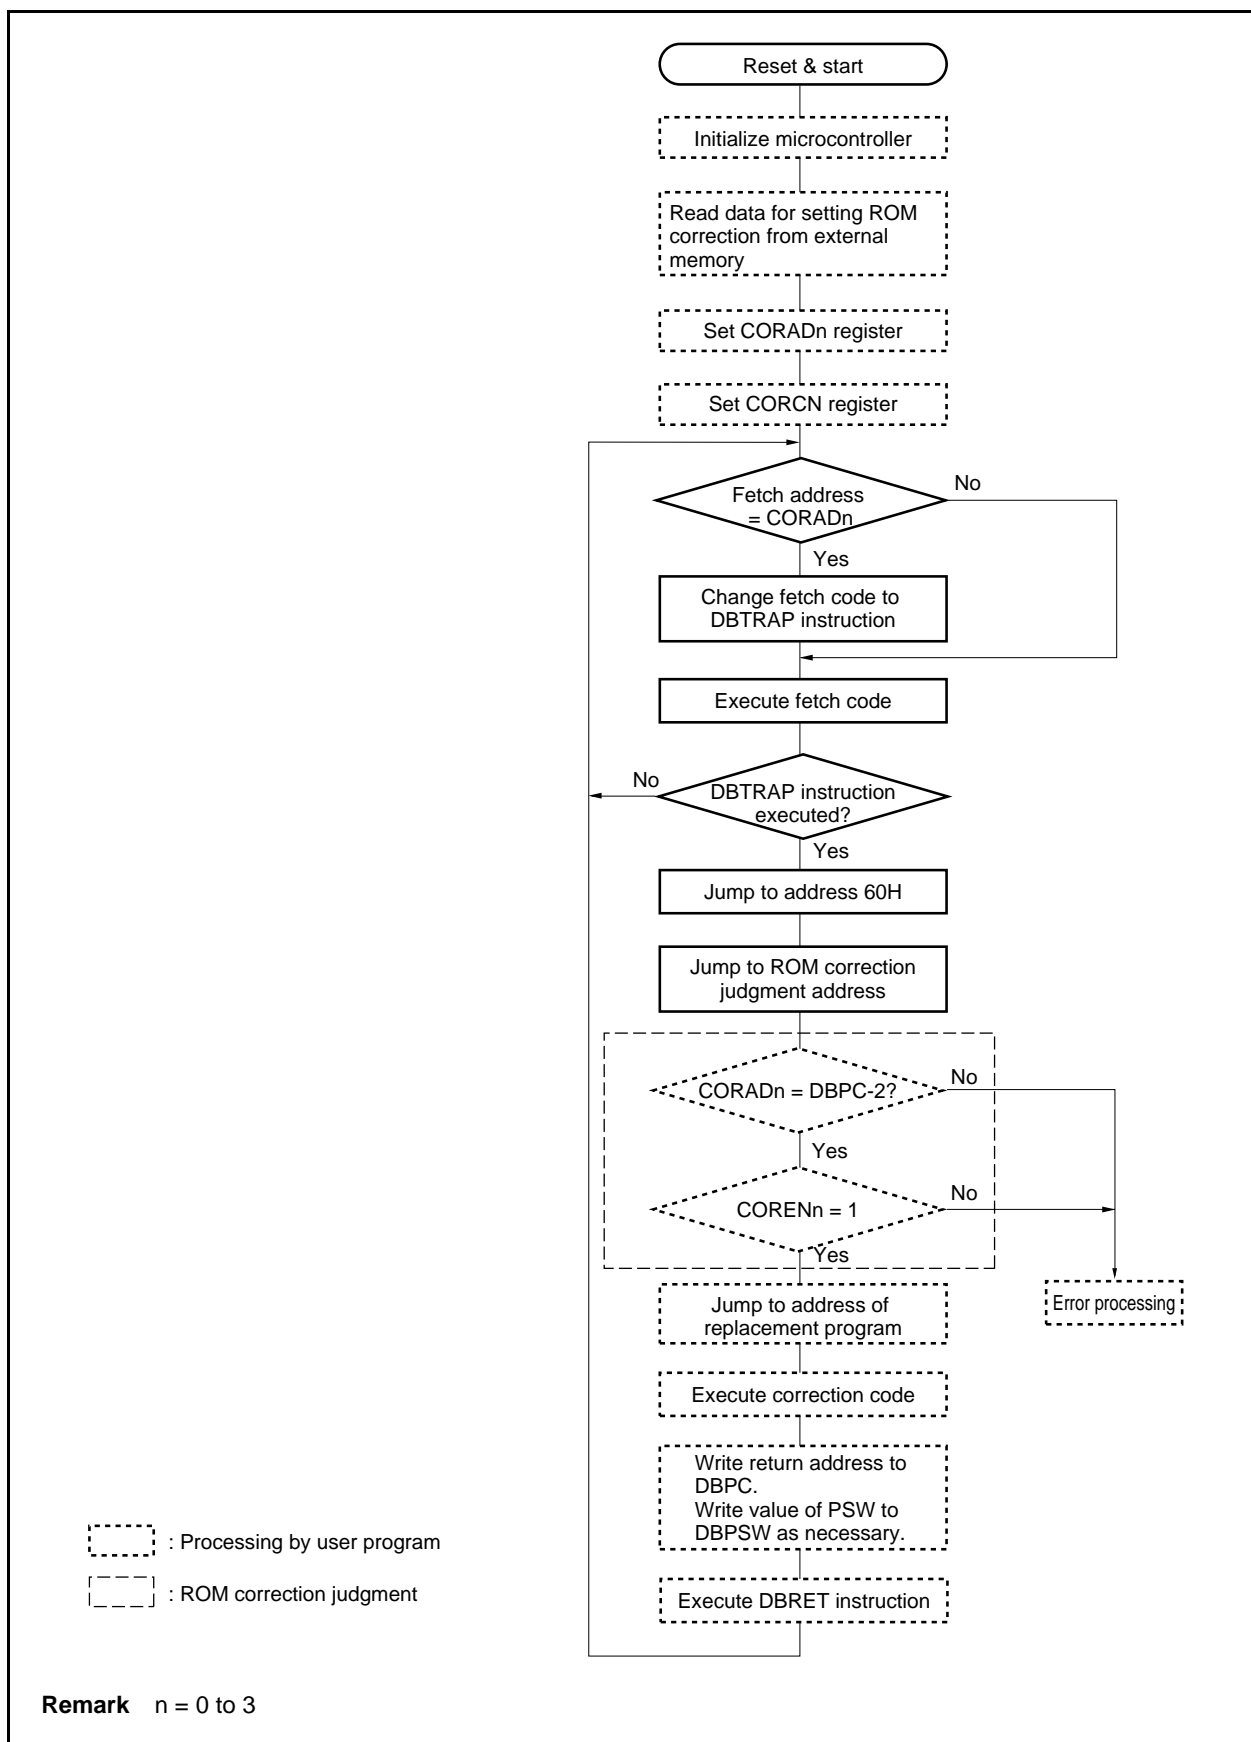 Reset & start
Initialize microcontroller
Read data for setting ROM
correction from external
memory
Set CORADn register
Set CORCN register
Fetch address
= CORADn
No
Yes
Change fetch code to
DBTRAP instruction
Execute fetch code
No
DBTRAP instruction
executed?
Yes
Jump to address 60H
Jump to ROM correction
judgment address
CORADn = DBPC-2?
No
Yes
CORENn = 1
No
Yes
Jump to address of
replacement program
Error processing
Execute correction code
Write return address to
DBPC.
Write value of PSW to
DBPSW as necessary.
Execute DBRET instruction
: Processing by user program
: ROM correction judgment
Remark n = 0 to 3